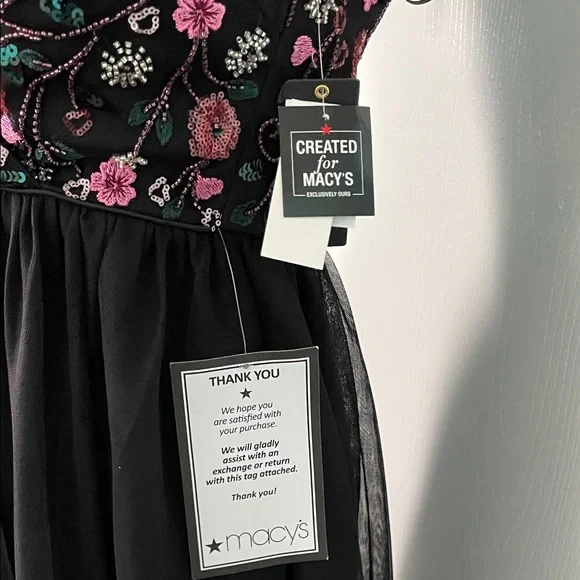 CREATED
for
MACY'S
EXCLUSIVELY OURS
THANK YOU
We hope you
are satisfied with
your purchase.
We will gladly
assist with an
exchange or return
with this tag attached.
Thank you!
macy's